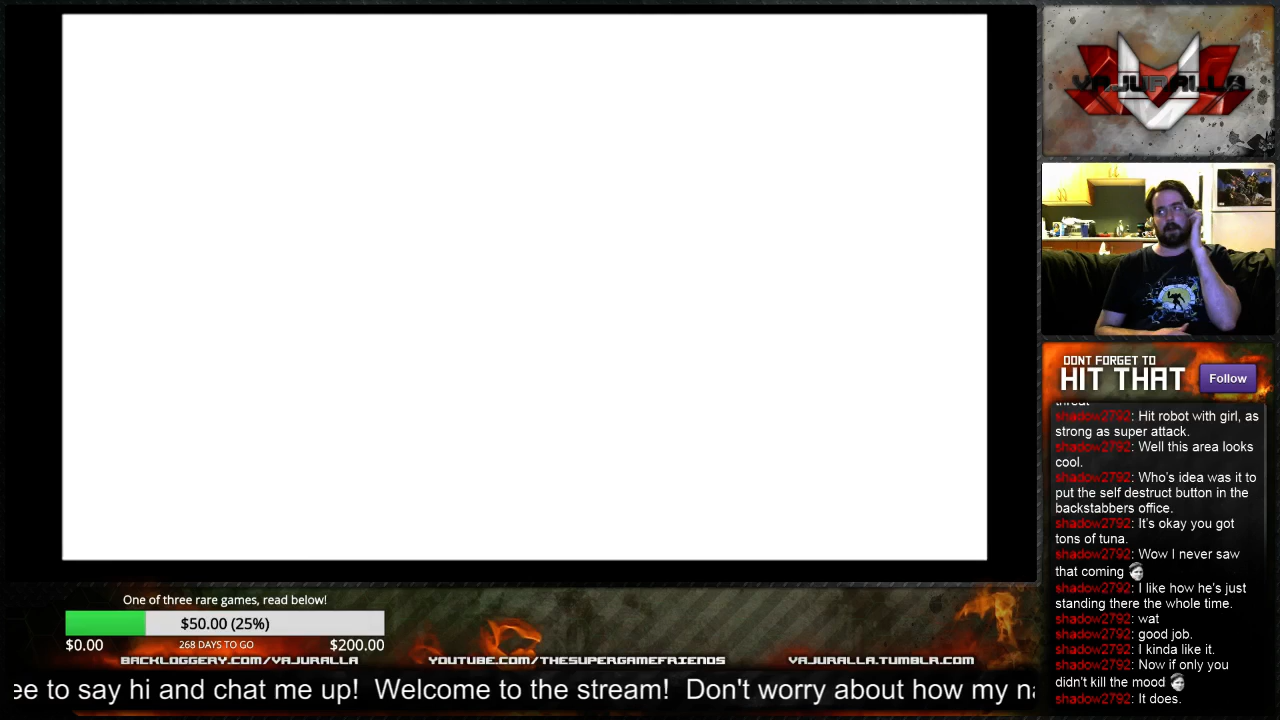 VAJURALLA
DONT FORGET TO
HIT THAT
Follow
threat
shadow2792: Hit robot with girl, as
strong as super attack.
shadow2792: Well this area looks
cool.
shadow2792: Who's idea was it to
put the self destruct button in the
backstabbers office.
shadow2792: It's okay you got
tons of tuna.
shadow2792: Wow I never saw
that coming
shadow2792: I like how he's just
standing there the whole time.
shadow2792: wat
shadow2792: good job.
shadow2792: I kinda like it.
shadow2792: Now if only you
didn't kill the mood
shadow2792: It does.
One of three rare games, read below!
$50.00 (25%)
$0.00 268 DAYS TO GO $200.00
BACKLOGGERY.COM/VAJURALLA YOUTUBE.COM/THESUPERGAMEFRIENDS VAJURALLA.TUMBLR.COM
ee to say hi and chat me up! Welcome to the stream! Don't worry about how my na